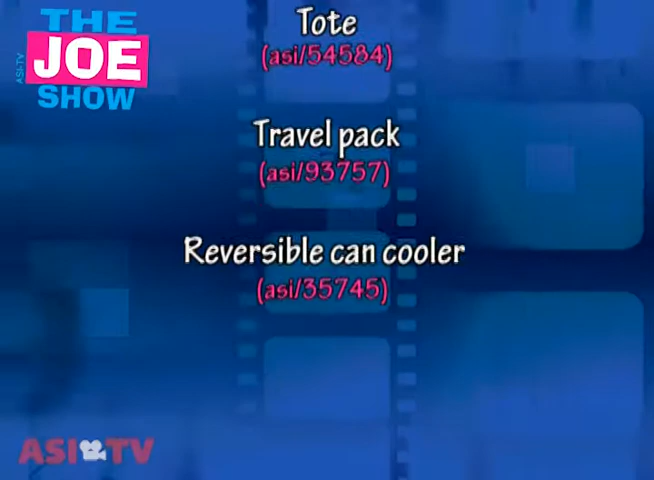 THE
JOE
SHOW
ASI-TV
Tote
(asi/54584)
Travel pack
(asi/93757)
Reversible can cooler
(asi/35745)
ASI TV